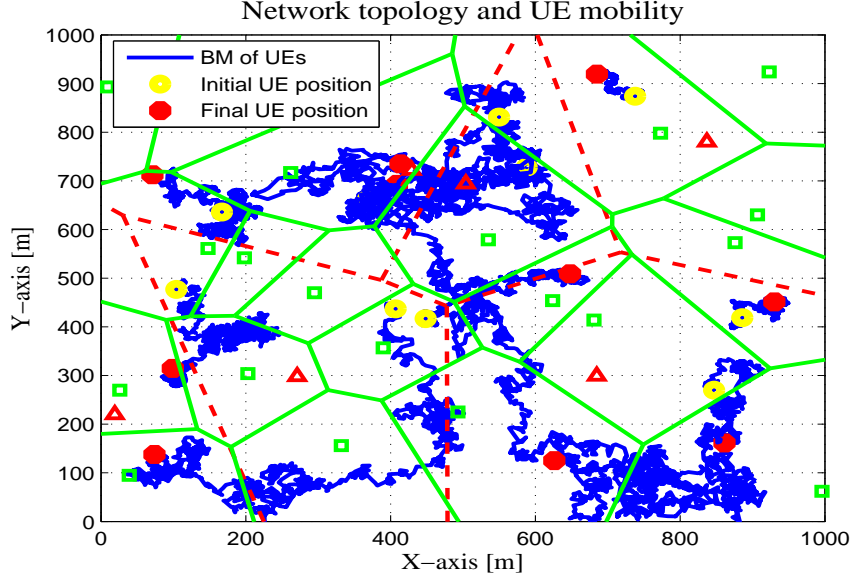 Network topology and UE mobility
BM of UEs
Initial UE position
Final UE position
Y-axis [m]
1000
900
800
700
600
500
400
300
200
100
0
0 200 400 600 800 1000
X-axis [m]